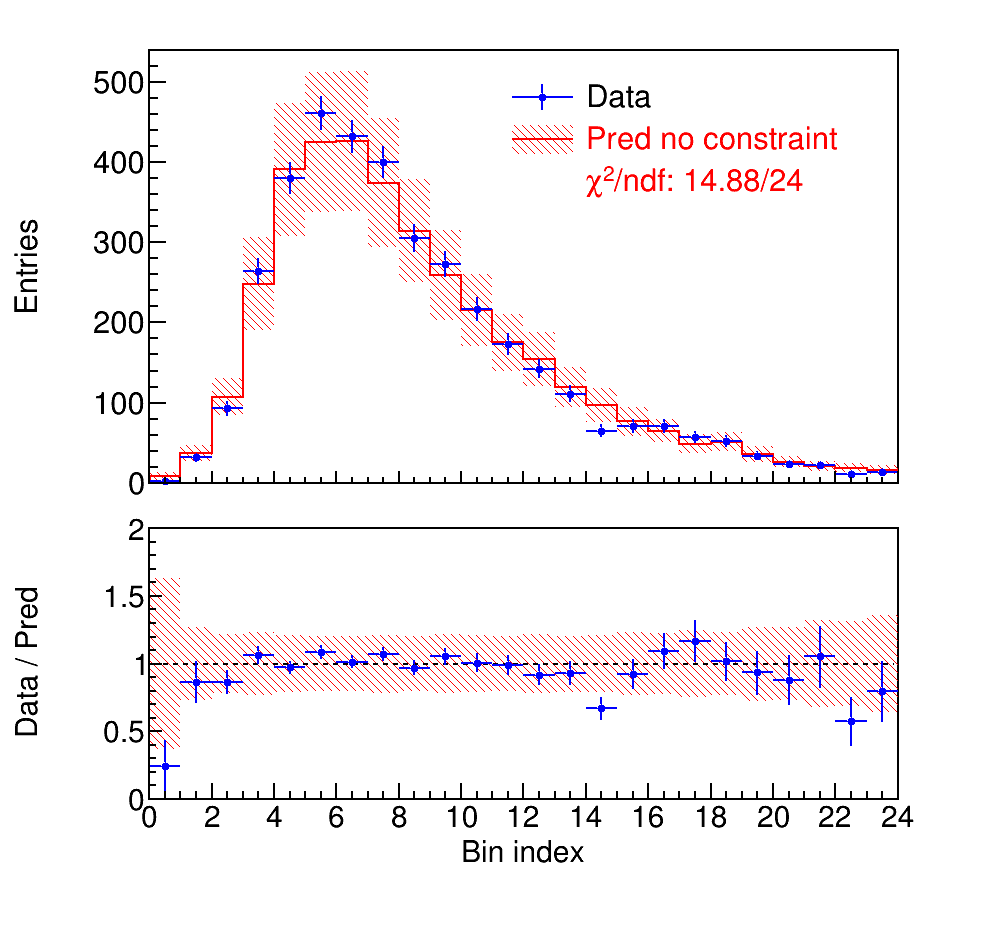 500
400
300
200
100
0
Entries
Data
Pred no constraint
χ²/ndf: 14.88/24
2
1.5
1
0.5
0
Data / Pred
0 2 4 6 8 10 12 14 16 18 20 22 24
Bin index